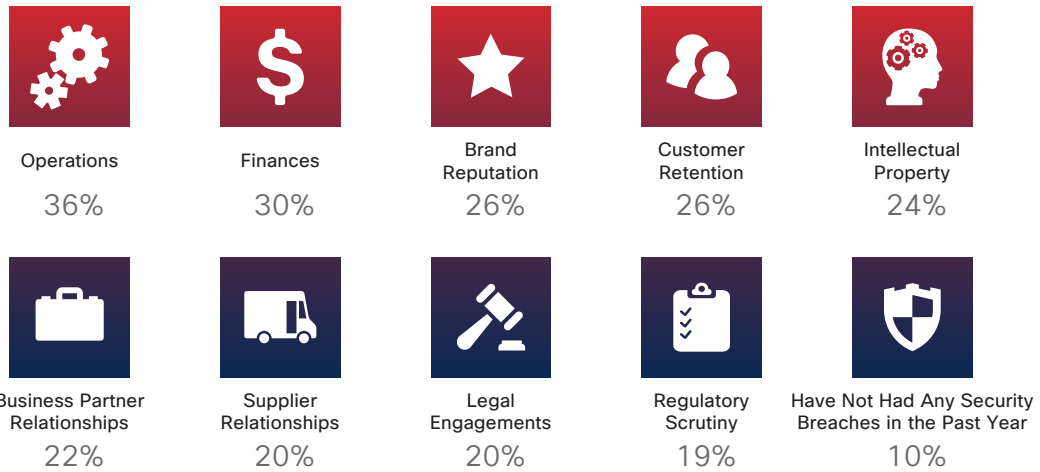 Operations
36%
Finances
30%
Brand
Reputation
26%
Customer
Retention
26%
Intellectual
Property
24%
Business Partner
Relationships
22%
Supplier
Relationships
20%
Legal
Engagements
20%
Regulatory
Scrutiny
19%
Have Not Had Any Security
Breaches in the Past Year
10%